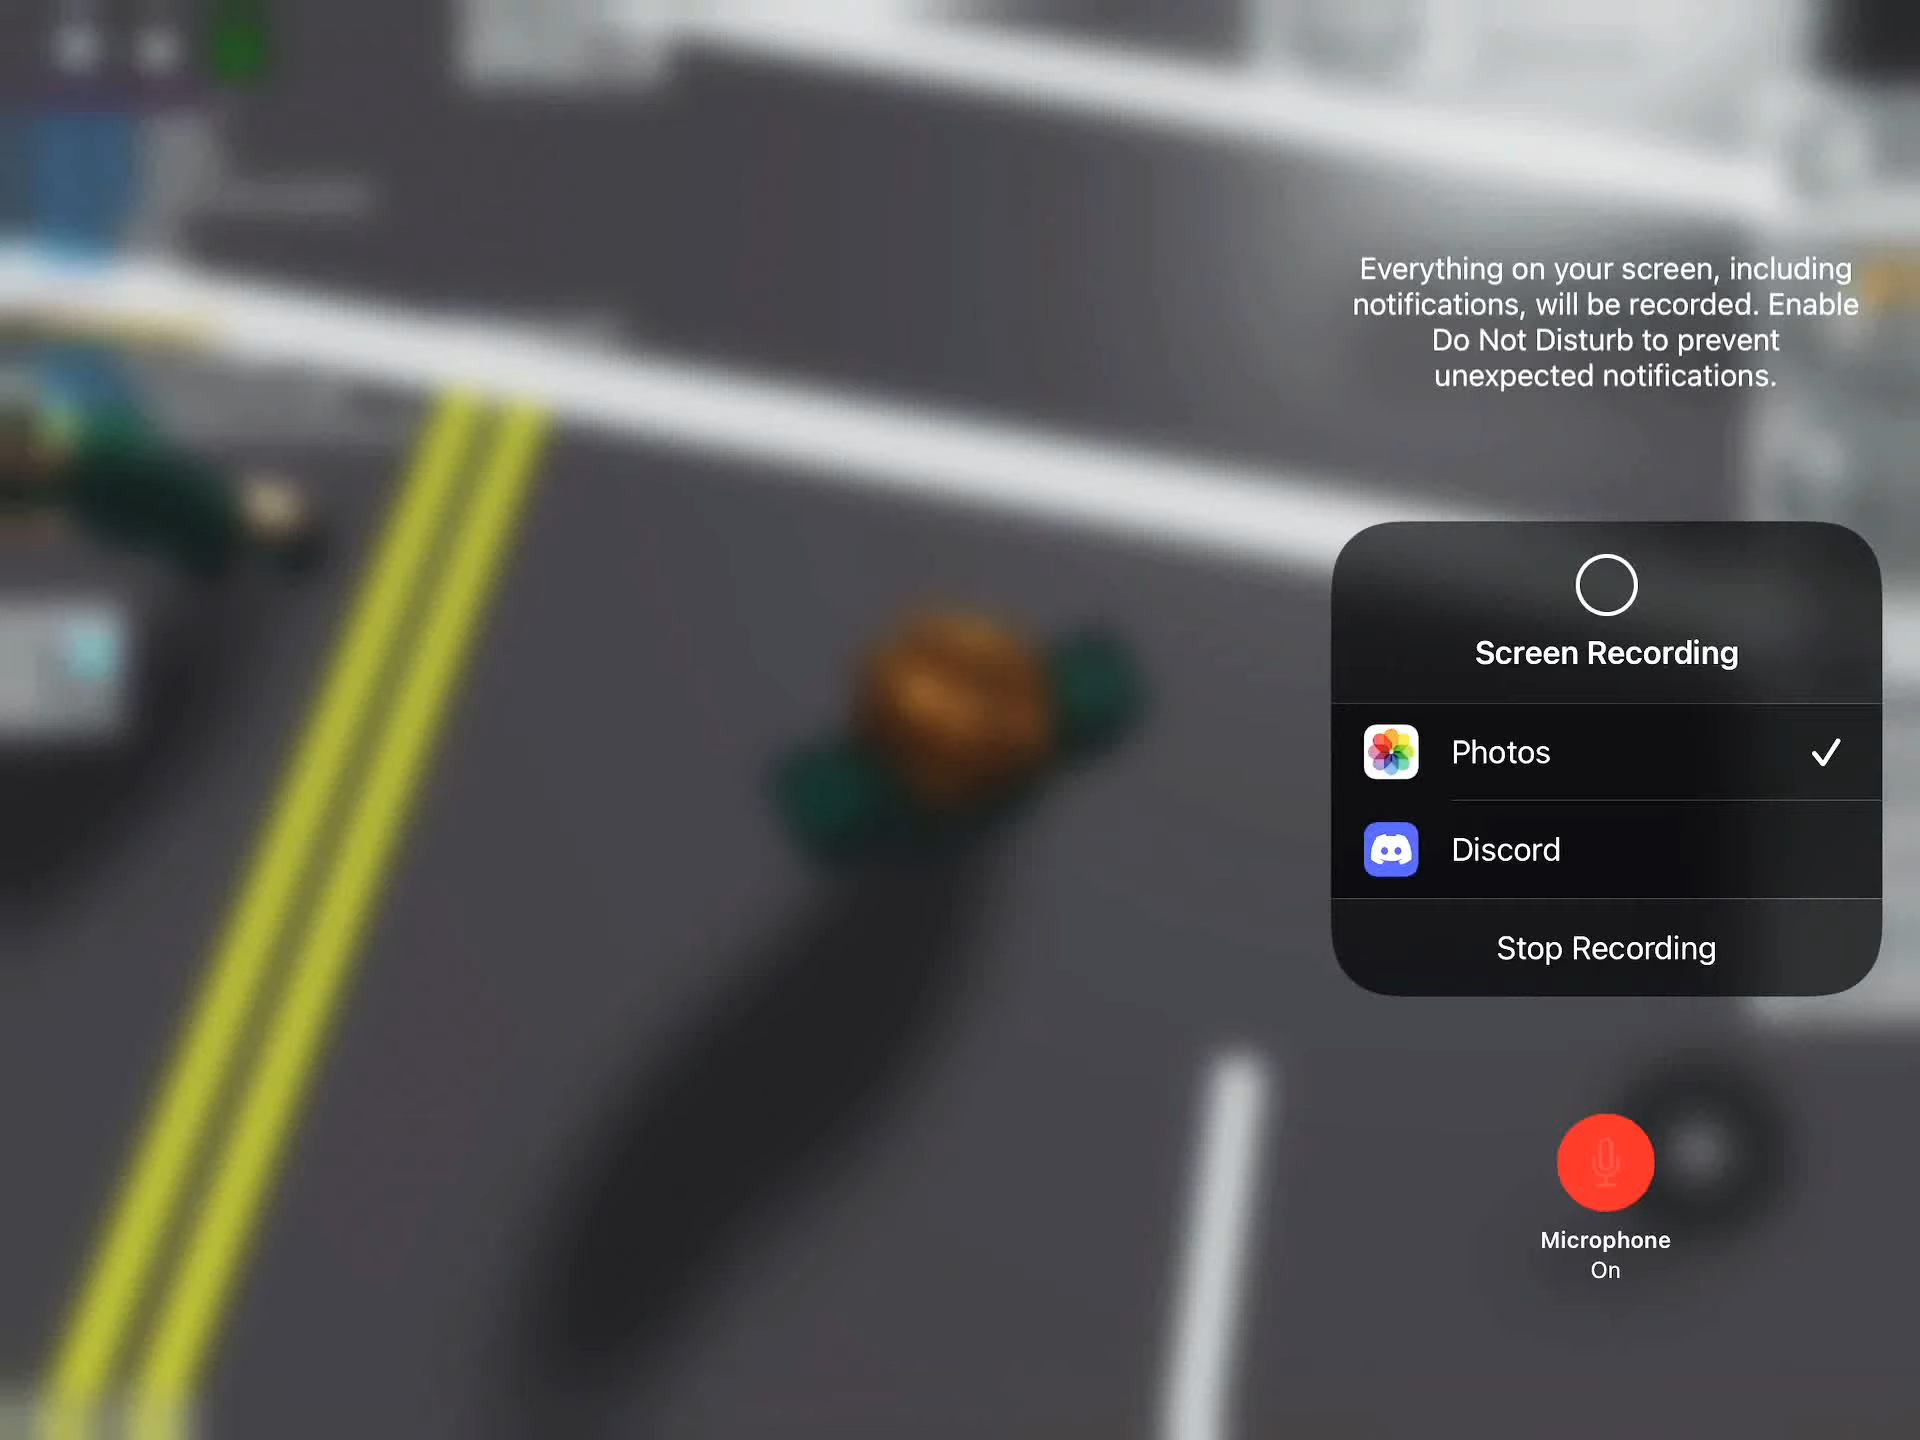 Everything on your screen, including
notifications, will be recorded. Enable
Do Not Disturb to prevent
unexpected notifications.
Screen Recording
Photos
Discord
Stop Recording
Microphone
On